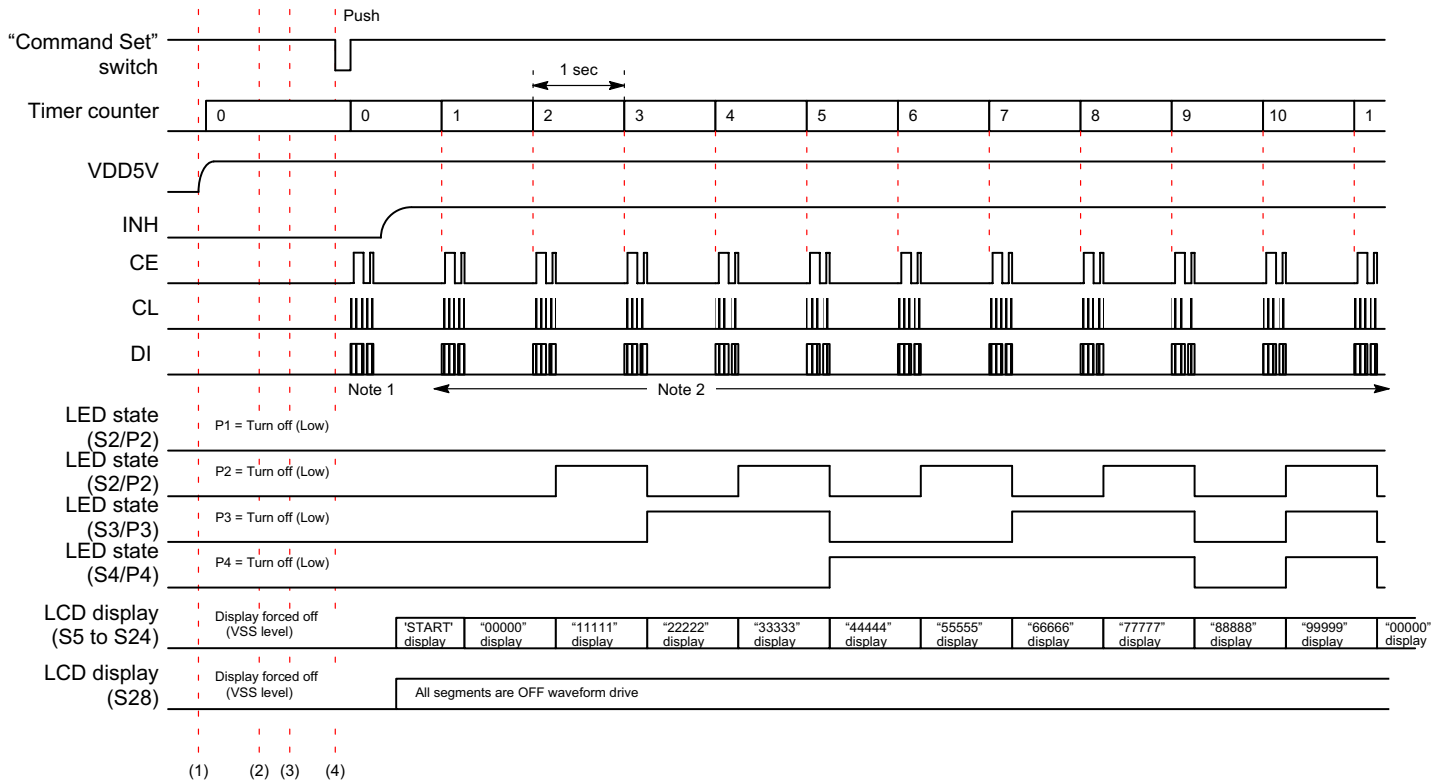 Push
“Command Set”
switch
1 sec
Timer counter
0 0 1 2 3 4 5 6 7 8 9 10 1
VDD5V
INH
CE
CL
DI
Note 1 Note 2
LED state
(S2/P2)
P1 = Turn off (Low)
LED state
(S2/P2)
P2 = Turn off (Low)
LED state
(S3/P3)
P3 = Turn off (Low)
LED state
(S4/P4)
P4 = Turn off (Low)
LCD display
(S5 to S24)
Display forced off
(VSS level)
'START' “00000” “11111” “22222” “33333” “44444” “55555” “66666” “77777” “88888” “99999” “00000”
display display display display display display display display display display display display
LCD display
(S28)
Display forced off
(VSS level)
All segments are OFF waveform drive
(1) (2) (3) (4)